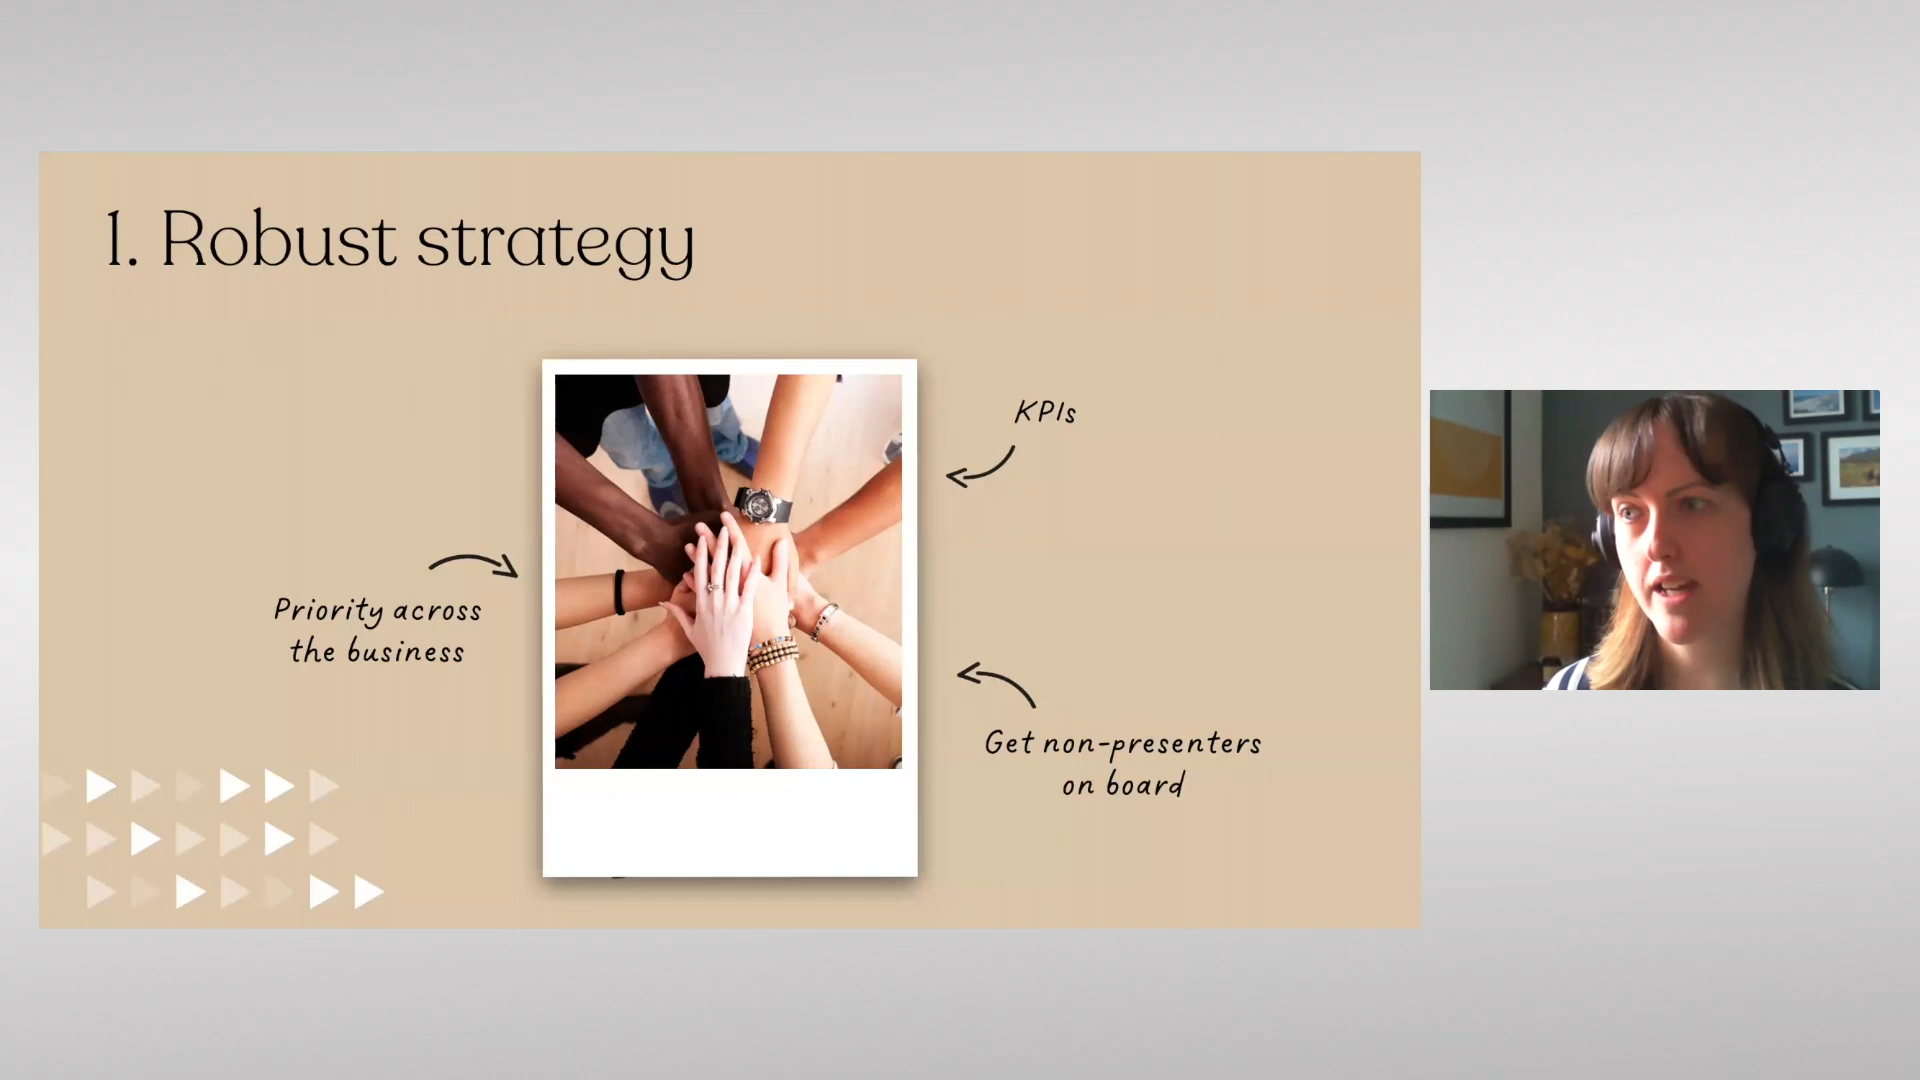 1. Robust strategy
KPIs
Priority across
the business
Get non-presenters
on board